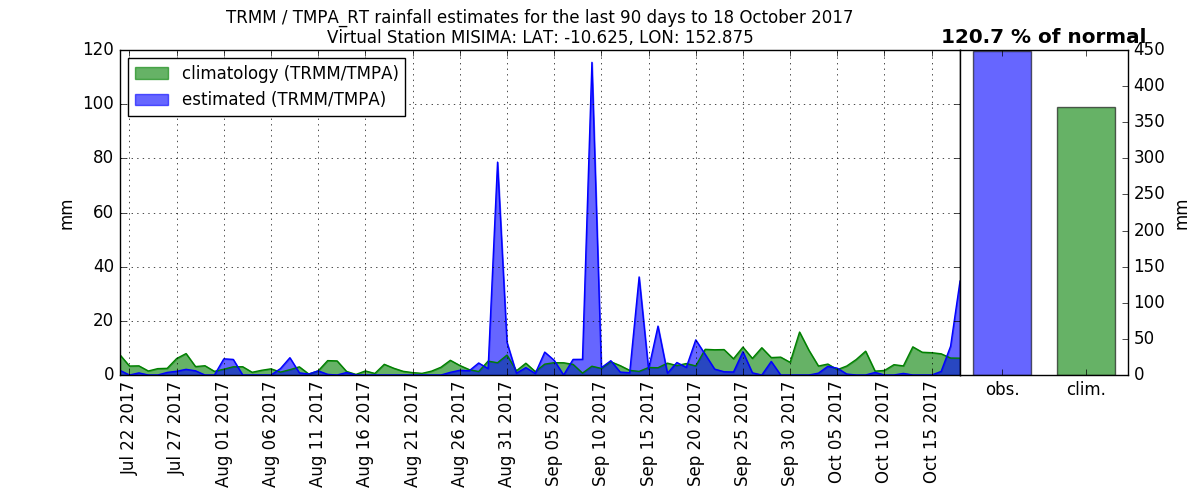 TRMM / TMPA_RT rainfall estimates for the last 90 days to 18 October 2017
Virtual Station MISIMA: LAT: -10.625, LON: 152.875
120.7 % of normal
climatology (TRMM/TMPA)
estimated (TRMM/TMPA)
120
100
80
60
40
20
0
mm
450
400
350
300
250
200
150
100
50
0
mm
obs.
clim.
Jul 22 2017
Jul 27 2017
Aug 01 2017
Aug 06 2017
Aug 11 2017
Aug 16 2017
Aug 21 2017
Aug 26 2017
Aug 31 2017
Sep 05 2017
Sep 10 2017
Sep 15 2017
Sep 20 2017
Sep 25 2017
Sep 30 2017
Oct 05 2017
Oct 10 2017
Oct 15 2017